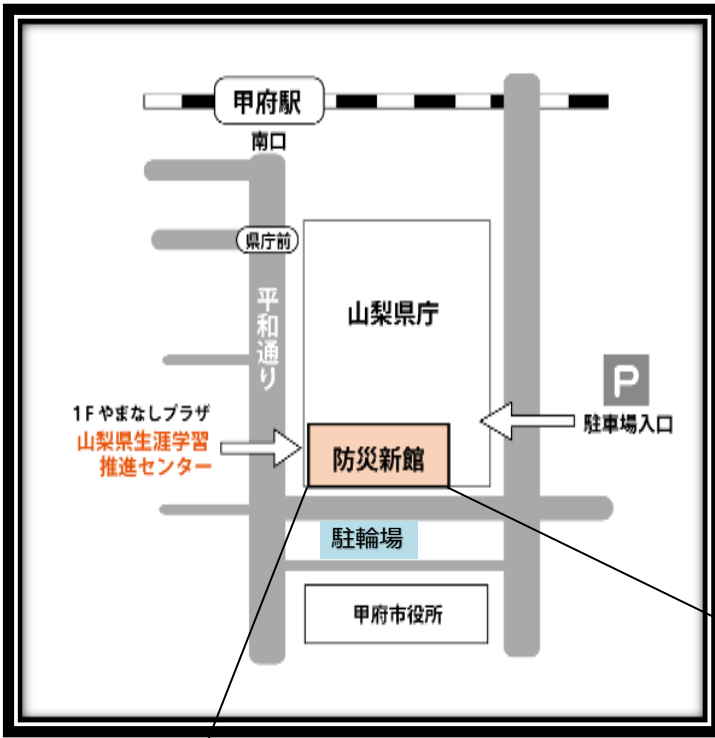 甲府駅
南口
県庁前
平和通り
山梨県庁
P
駐車場入口
1F やまなしプラザ
山梨県生涯学習
推進センター
防災新館
駐輪場
甲府市役所